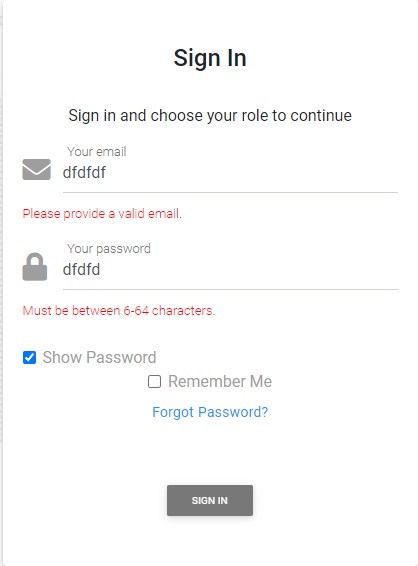 Sign In
Sign in and choose your role to continue
Your email
dfdfdf
Please provide a valid email.
Your password
dfdfd
Must be between 6-64 characters.
Show Password
Remember Me
Forgot Password?
SIGN IN